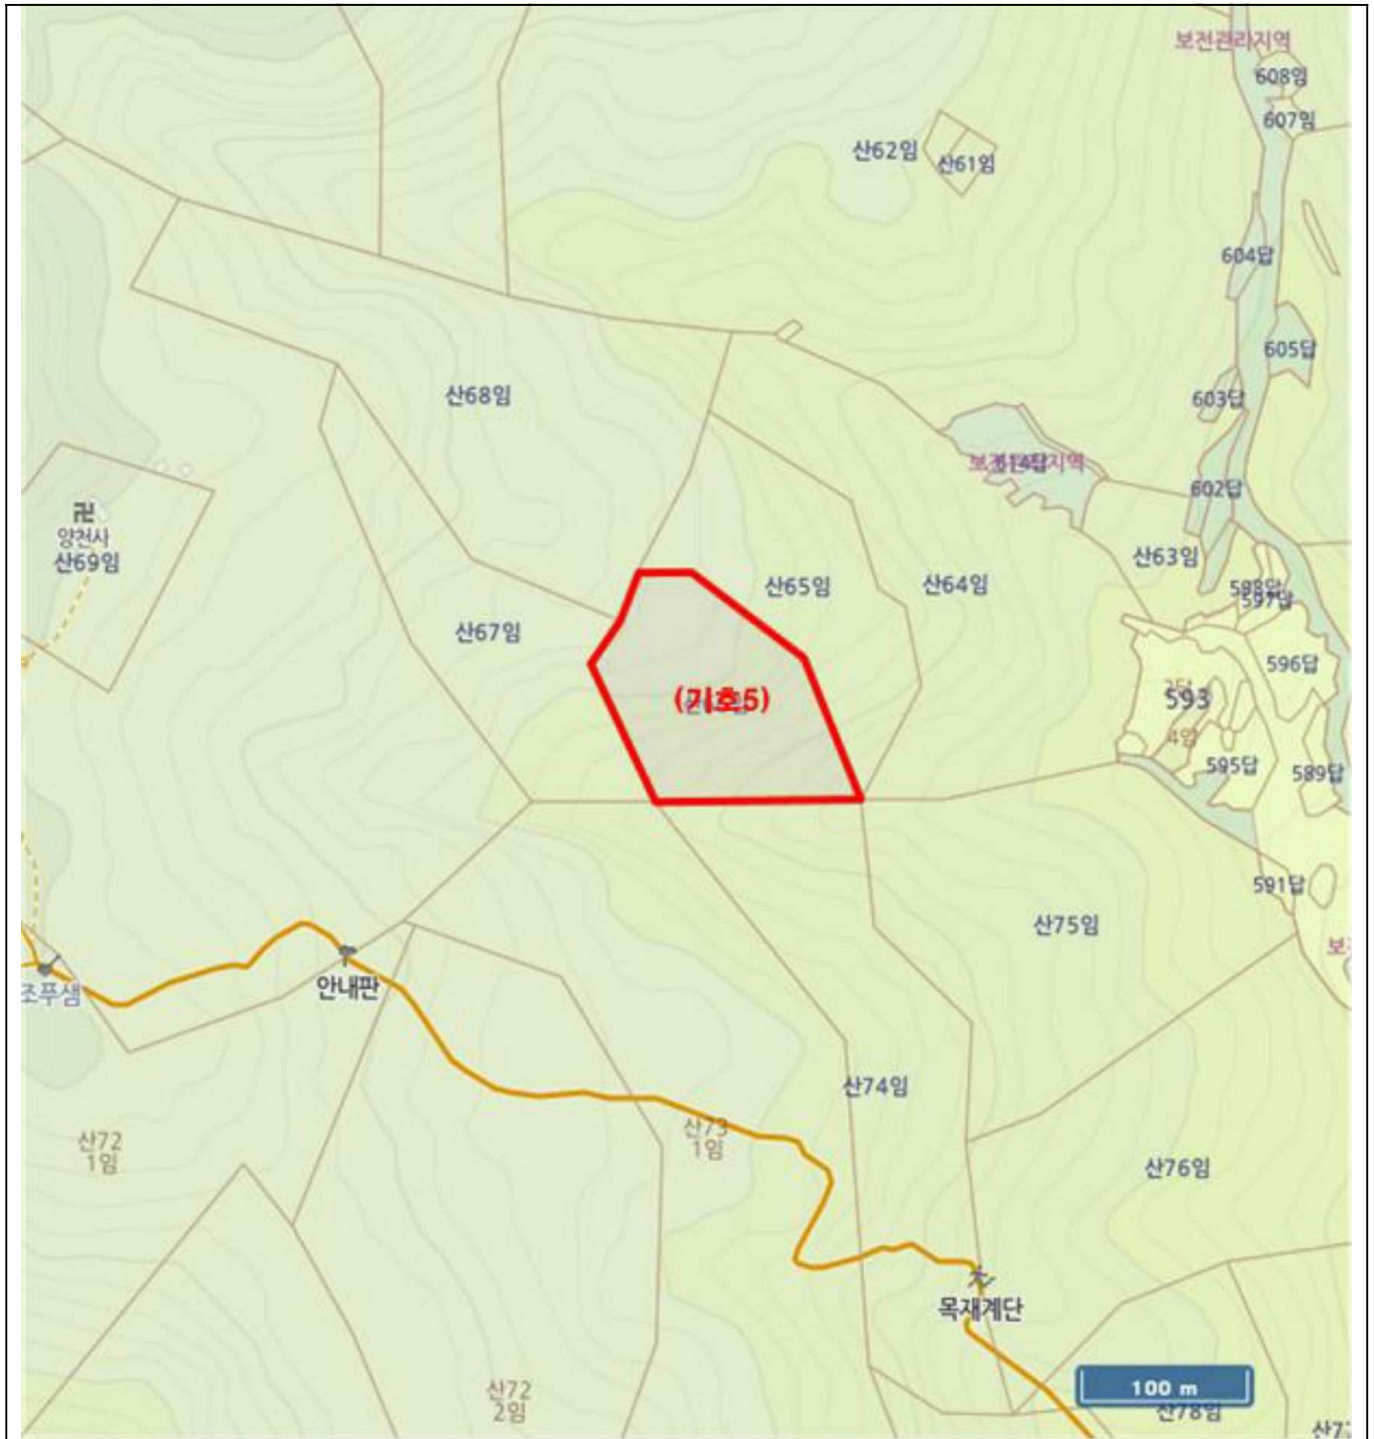 보전관리지역
608임
607임
산62임
산61임
604답
605답
산68임
603답
602답
양천사
산69임
산63임
산65임
산64임
597답
산67임
596답
(기호5)
593
4임
595답
589답
591답
산75임
안내판
조푸샘
산74임
산73
1임
산72
1임
산76임
목재계단
100 m
산72
2임
산78임